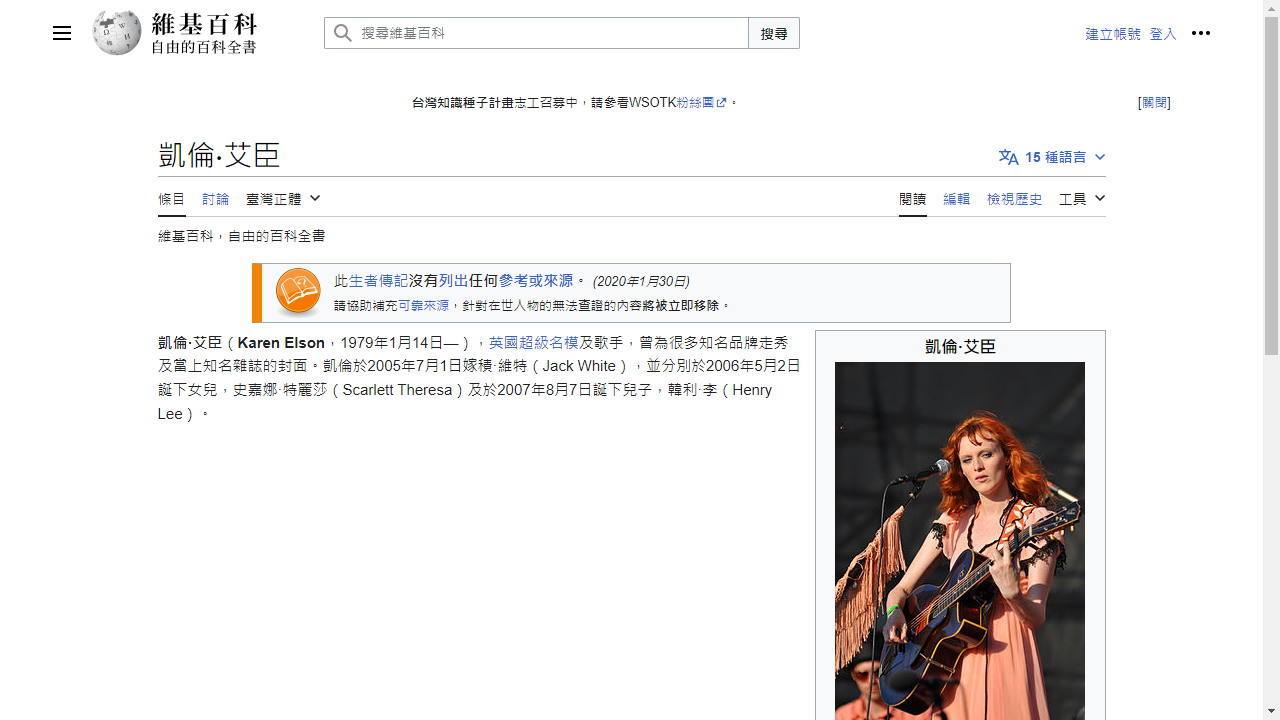 維基百科
自由的百科全書
搜尋維基百科
搜尋
建立帳號 登入
台灣知識種子計畫志工召募中，請參看WSOTK粉絲團。
[關閉]
凱倫·艾臣
15 種語言
條目 討論 臺灣正體
閱讀 編輯 檢視歷史 工具
維基百科，自由的百科全書
此生者傳記沒有列出任何參考或來源。 (2020年1月30日)
請協助補充可靠來源，針對在世人物的無法查證的內容將被立即移除。
凱倫·艾臣（Karen Elson，1979年1月14日—），英國超級名模及歌手，曾為很多知名品牌走秀
及當上知名雜誌的封面。凱倫於2005年7月1日嫁積·維特（Jack White），並分別於2006年5月2日
誕下女兒，史嘉娜·特麗莎（Scarlett Theresa）及於2007年8月7日誕下兒子，韓利·李（Henry
Lee）。
凱倫·艾臣